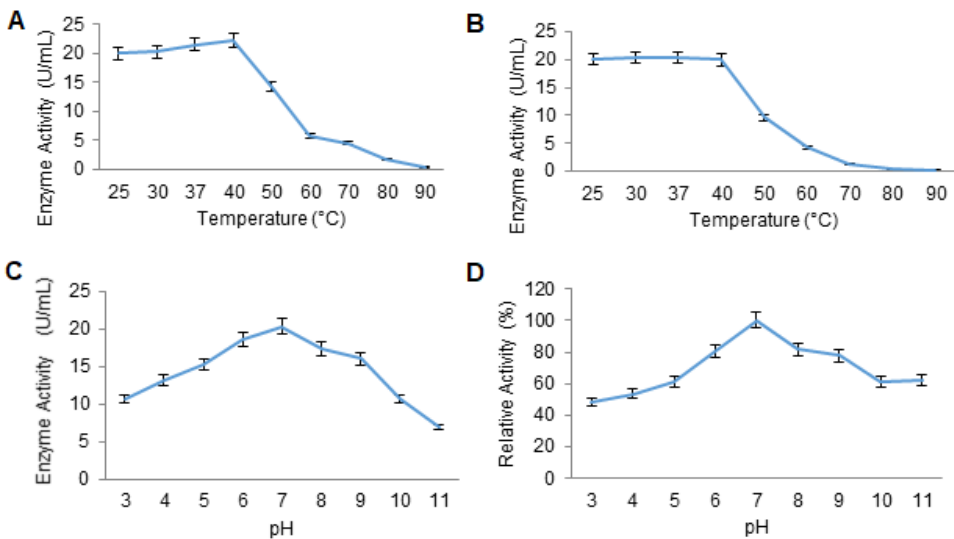 A
Enzyme Activity (U/mL)
25
20
15
10
5
0
25 30 37 40 50 60 70 80 90
Temperature (°C)
B
Enzyme Activity (U/mL)
25
20
15
10
5
0
25 30 37 40 50 60 70 80 90
Temperature (°C)
C
Enzyme Activity (U/mL)
25
20
15
10
5
0
3 4 5 6 7 8 9 10 11
pH
D
Relative Activity (%)
120
100
80
60
40
20
0
3 4 5 6 7 8 9 10 11
pH